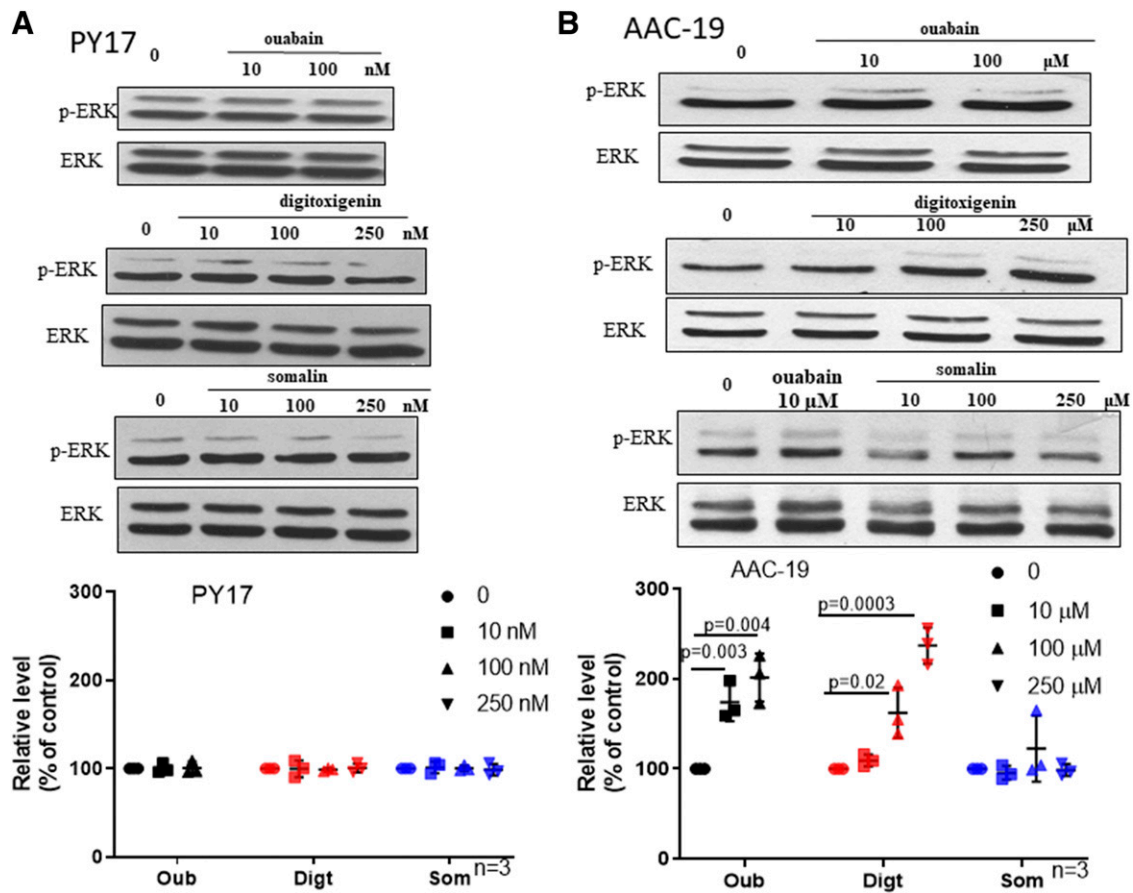 A
PY17
ouabain
0
10 100 nM
p-ERK
ERK
digitoxigenin
0 10 100 250 nM
p-ERK
ERK
somalin
0 10 100 250 nM
p-ERK
ERK
PY17
300
200
100
0
Relative level
(% of control)
0
10 nM
100 nM
250 nM
Oub Digt Som n=3
B
AAC-19
ouabain
0
10 100 μM
p-ERK
ERK
digitoxigenin
0 10 100 250 μM
p-ERK
ERK
0 ouabain somalin
10 μM 10 100 250 μM
p-ERK
ERK
AAC-19
300
200
100
0
Relative level
(% of control)
p=0.004
p=0.003
p=0.0003
p=0.02
0
10 μM
100 μM
250 μM
Oub Digt Som n=3